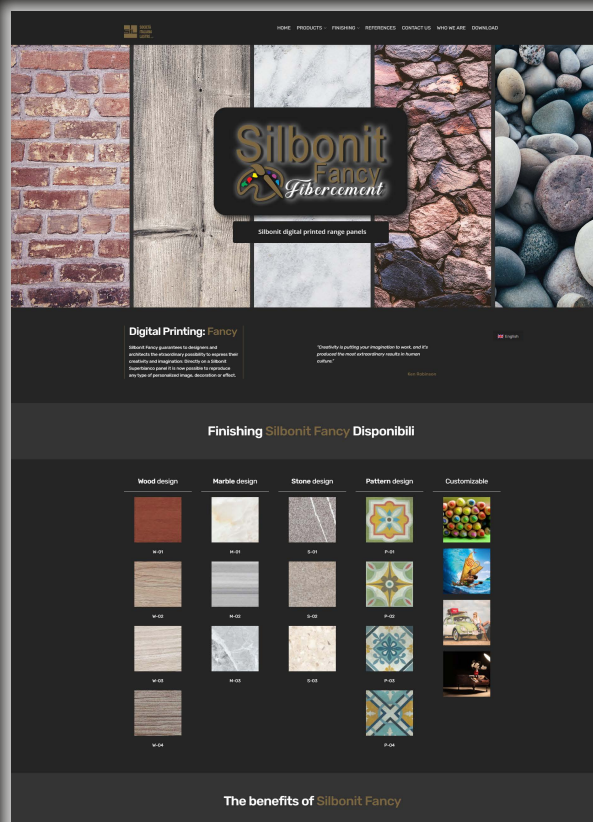 HOME PRODUCTS FINISHING REFERENCES CONTACT US WHO WE ARE DOWNLOAD
Silbonit
Fancy
Fibercement
Silbonit digital printed range panels
Digital Printing: Fancy
Silbonit Fancy guarantees to designers and
architects the etraordinary possibility to express their
creativity and imagination: Directly on a Silbonit
Superbianco panel it is now possible to reproduce
any type of personalised image, decoration or effect.
"Creativity is putting your imagination to work, and it's
produced the most extraordinary results in human
culture."
Ken Robinson
English
Finishing Silbonit Fancy Disponibili
Wood design Marble design Stone design Pattern design Customizable
W-01 M-01 S-01 P-01
W-02 M-02 S-02 P-02
W-03 M-03 S-03 P-03
W-04 P-04
The benefits of Silbonit Fancy